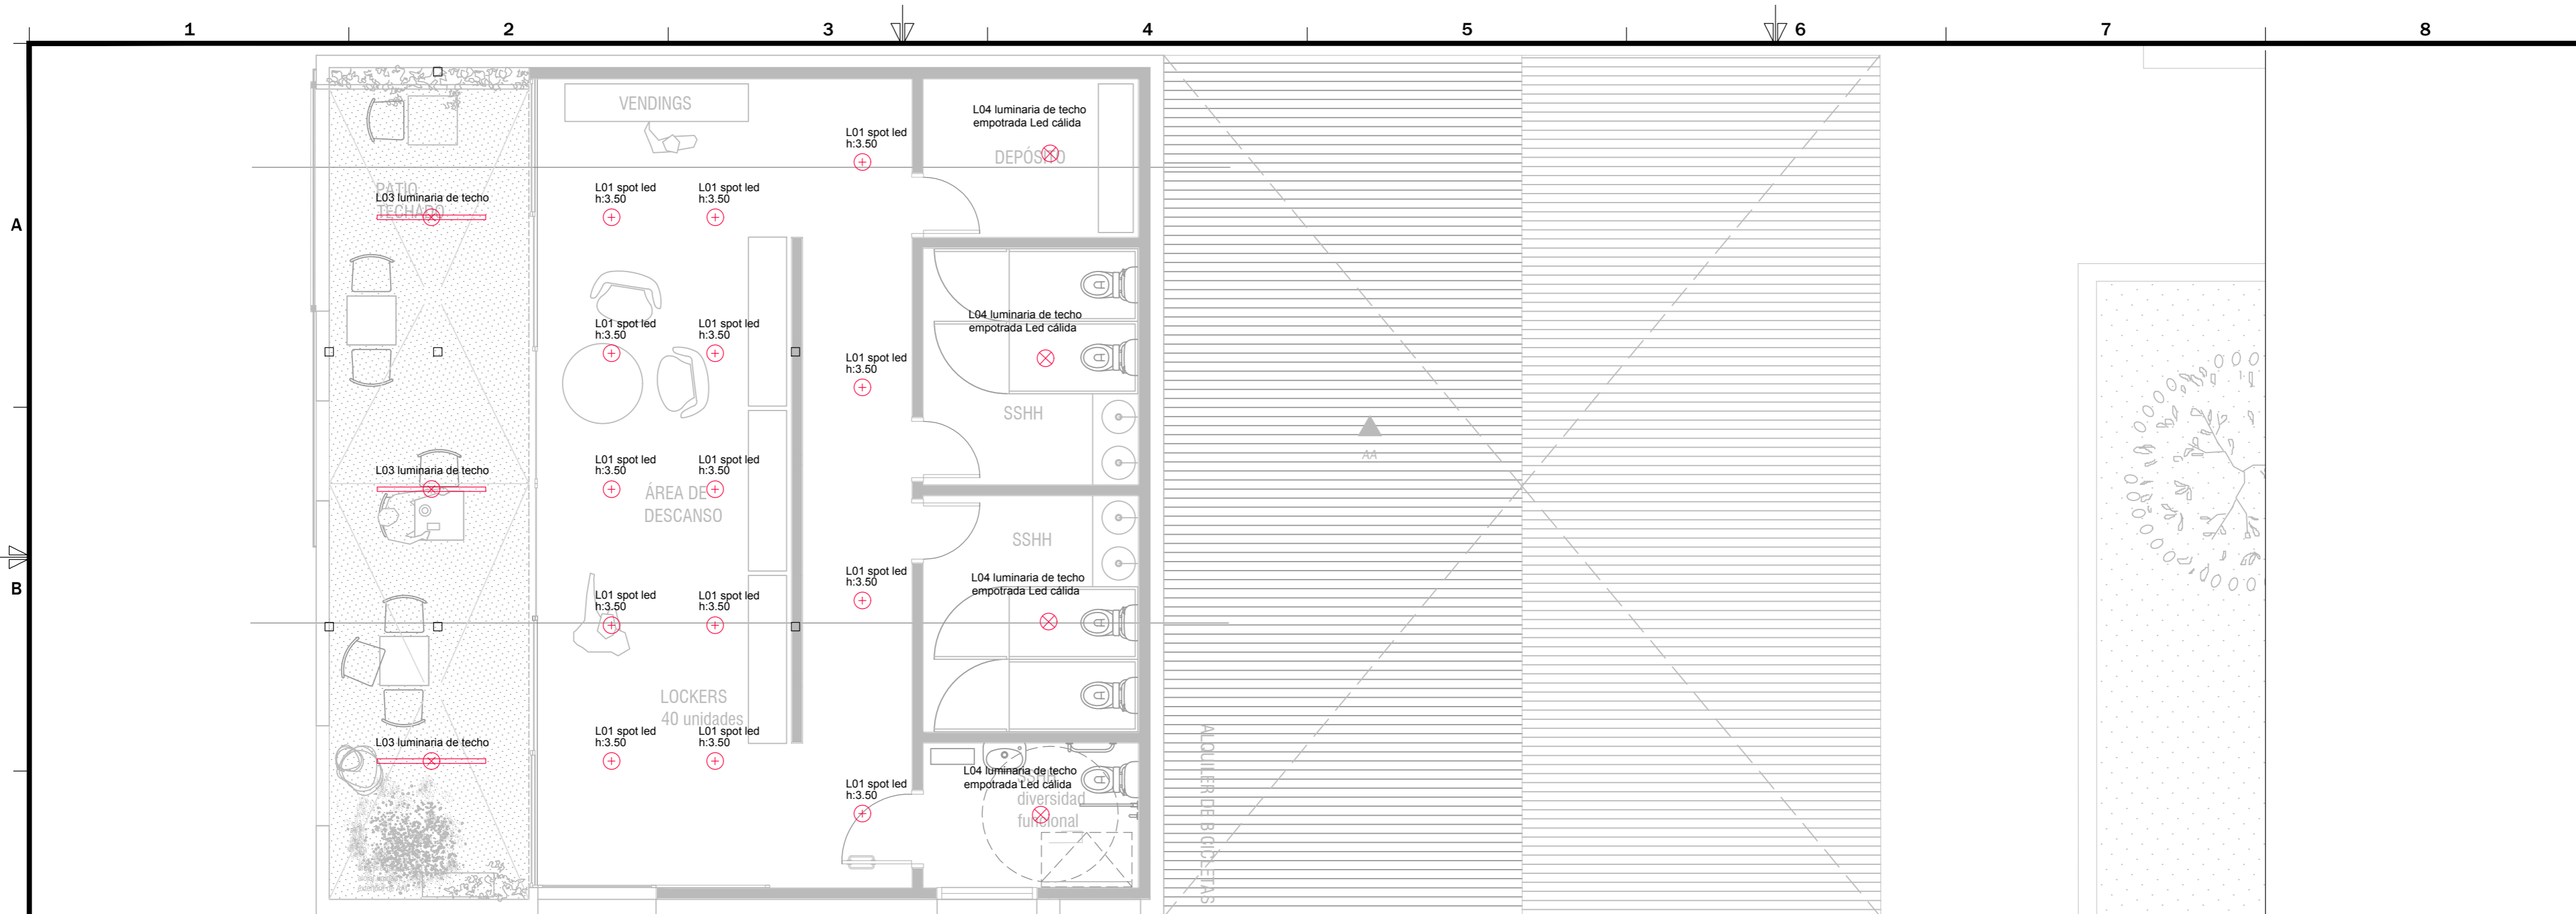 1
2
3
4
5
6
7
8
A
B
VENDINGS
L04 luminaria de techo
empotrada Led cálida
DEPÓSITO
L01 spot led
h:3.50
PATIO
TECHADO
L03 luminaria de techo
L01 spot led
h:3.50
L01 spot led
h:3.50
L01 spot led
h:3.50
L01 spot led
h:3.50
L04 luminaria de techo
empotrada Led cálida
L01 spot led
h:3.50
SSHH
AA
L03 luminaria de techo
L01 spot led
h:3.50
L01 spot led
h:3.50
ÁREA DE
DESCANSO
SSHH
L01 spot led
h:3.50
L04 luminaria de techo
empotrada Led cálida
L01 spot led
h:3.50
L01 spot led
h:3.50
LOCKERS
40 unidades
L03 luminaria de techo
L01 spot led
h:3.50
L01 spot led
h:3.50
L01 spot led
h:3.50
L04 luminaria de techo
empotrada Led cálida
SSHH
diversidad
funcional
ALQUILER DE BICICLETAS